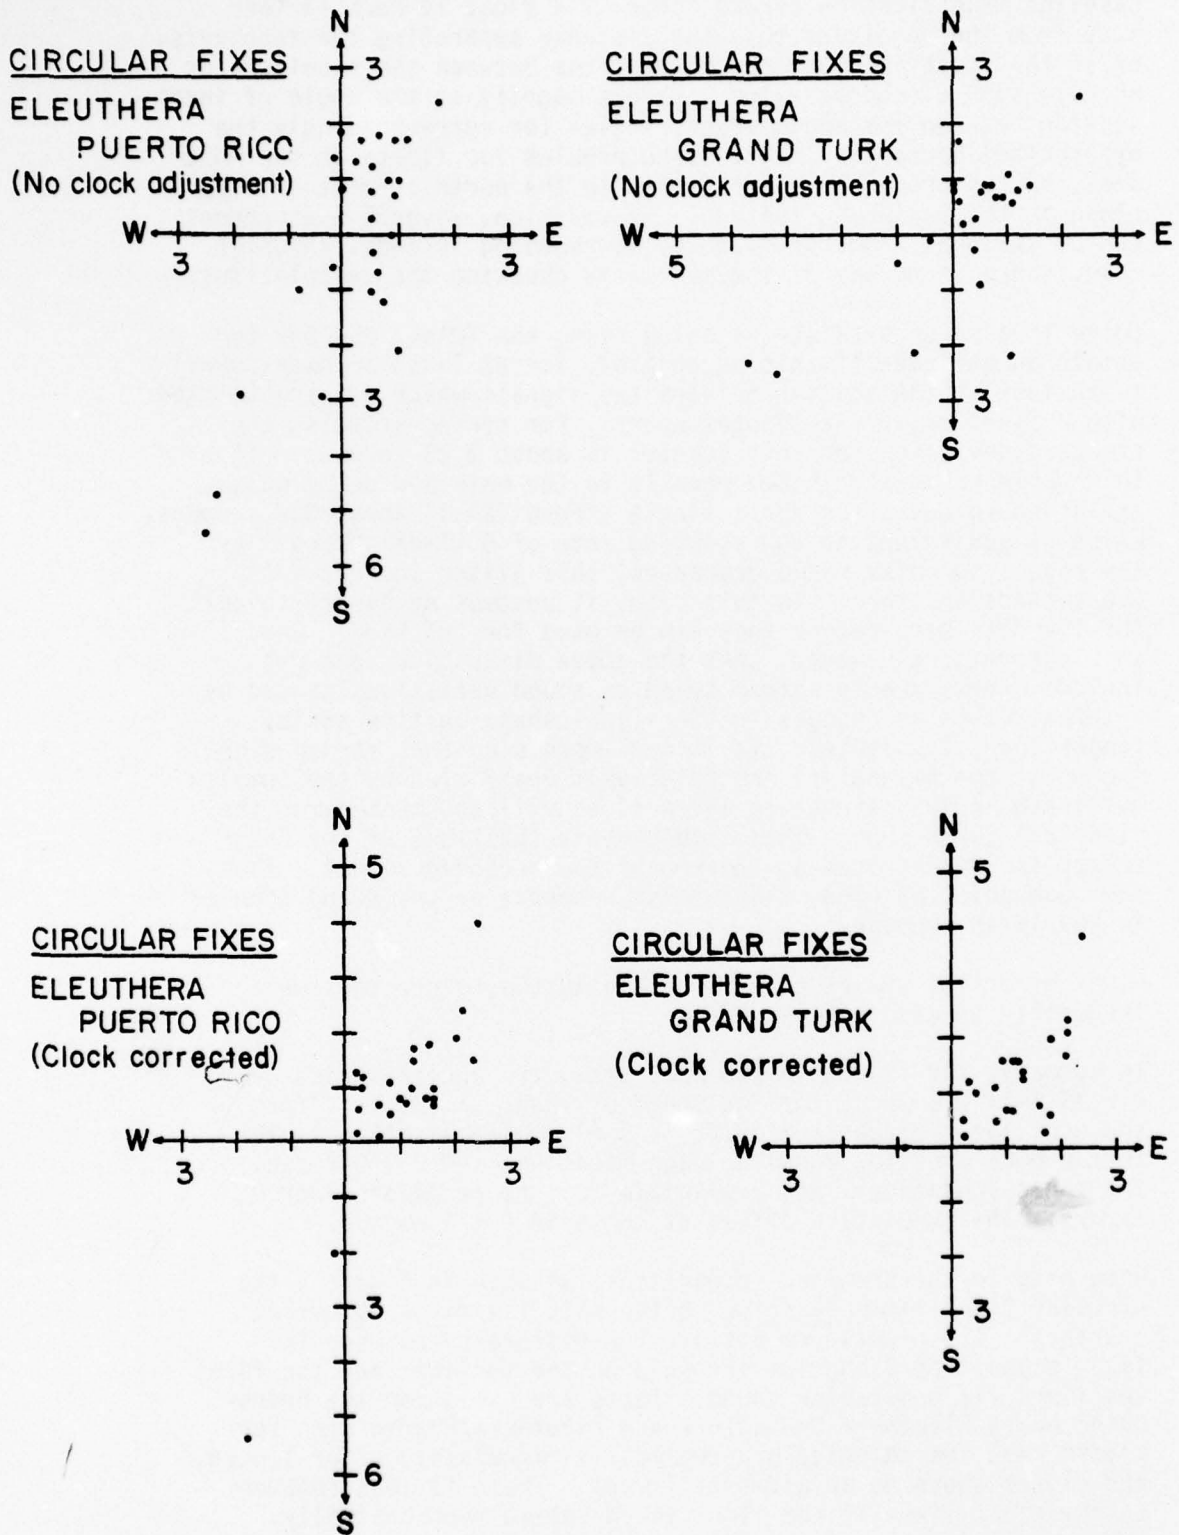 N
CIRCULAR FIXES
3
ELEUTHERA
PUERTO RICO
(No clock adjustment)
W
E
3
3
3
6
S
N
CIRCULAR FIXES
3
ELEUTHERA
GRAND TURK
(No clock adjustment)
W
E
5
3
3
S
N
5
CIRCULAR FIXES
ELEUTHERA
PUERTO RICO
(Clock corrected)
W
E
3
3
3
6
S
N
5
CIRCULAR FIXES
ELEUTHERA
GRAND TURK
(Clock corrected)
W
E
3
3
3
S